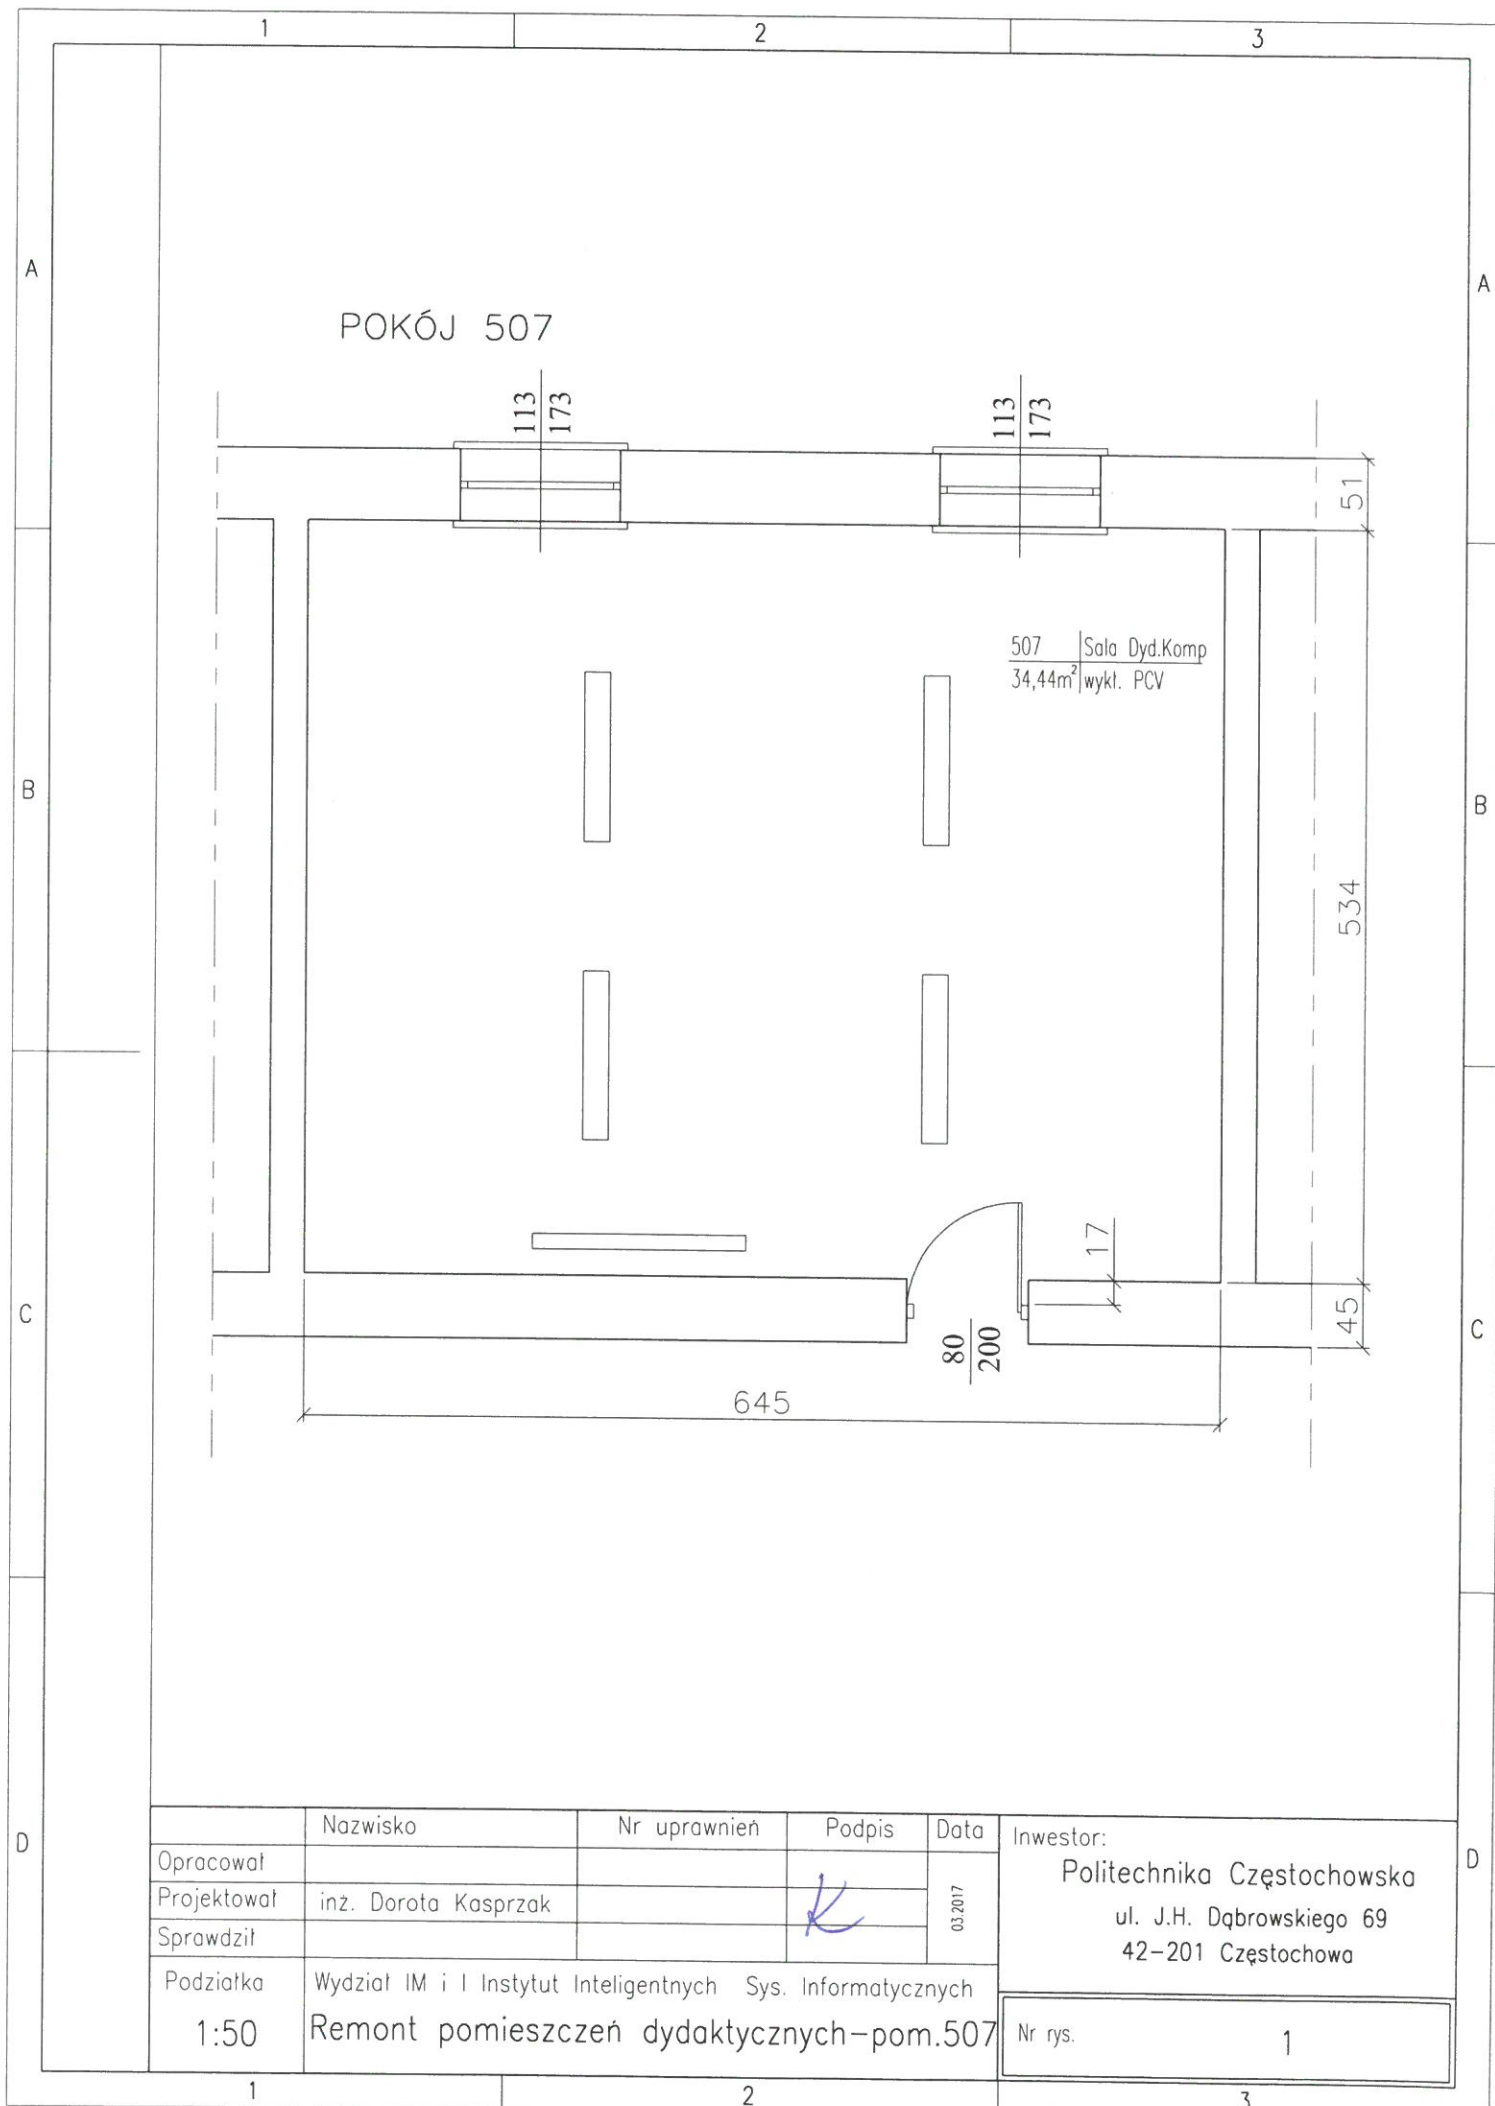 1 2 3
A A
POKÓJ 507
113
173
113
173
51
507 Sala Dyd.Komp
34,44m² wykł. PCV
B B
534
17
C C
45
80
200
645
Nazwisko Nr uprawnień Podpis Data
D D
Opracował
Projektował inż. Dorota Kasprzak
Sprawdził
03.2017
Podziałka
1:50
Wydział IM i I Instytut Inteligentnych Sys. Informatycznych
Remont pomieszczeń dydaktycznych-pom.507
Inwestor:
Politechnika Częstochowska
ul. J.H. Dąbrowskiego 69
42-201 Częstochowa
Nr rys. 1
1 2 3